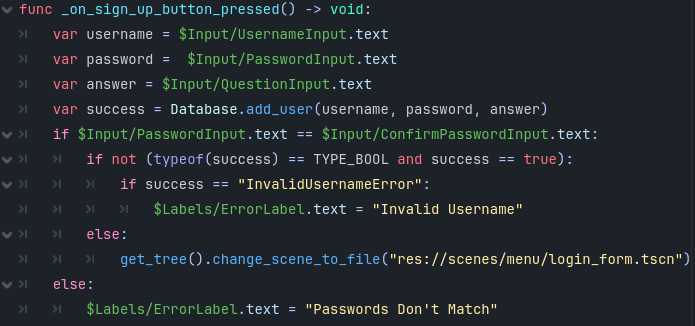 func _on_sign_up_button_pressed() -> void:
var username = $Input/UsernameInput.text
var password =  $Input/PasswordInput.text
var answer = $Input/QuestionInput.text
var success = Database.add_user(username, password, answer)
if $Input/PasswordInput.text == $Input/ConfirmPasswordInput.text:
if not (typeof(success) == TYPE_BOOL and success == true):
if success == "InvalidUsernameError":
$Labels/ErrorLabel.text = "Invalid Username"
else:
get_tree().change_scene_to_file("res://scenes/menu/login_form.tscn")
else:
$Labels/ErrorLabel.text = "Passwords Don't Match"